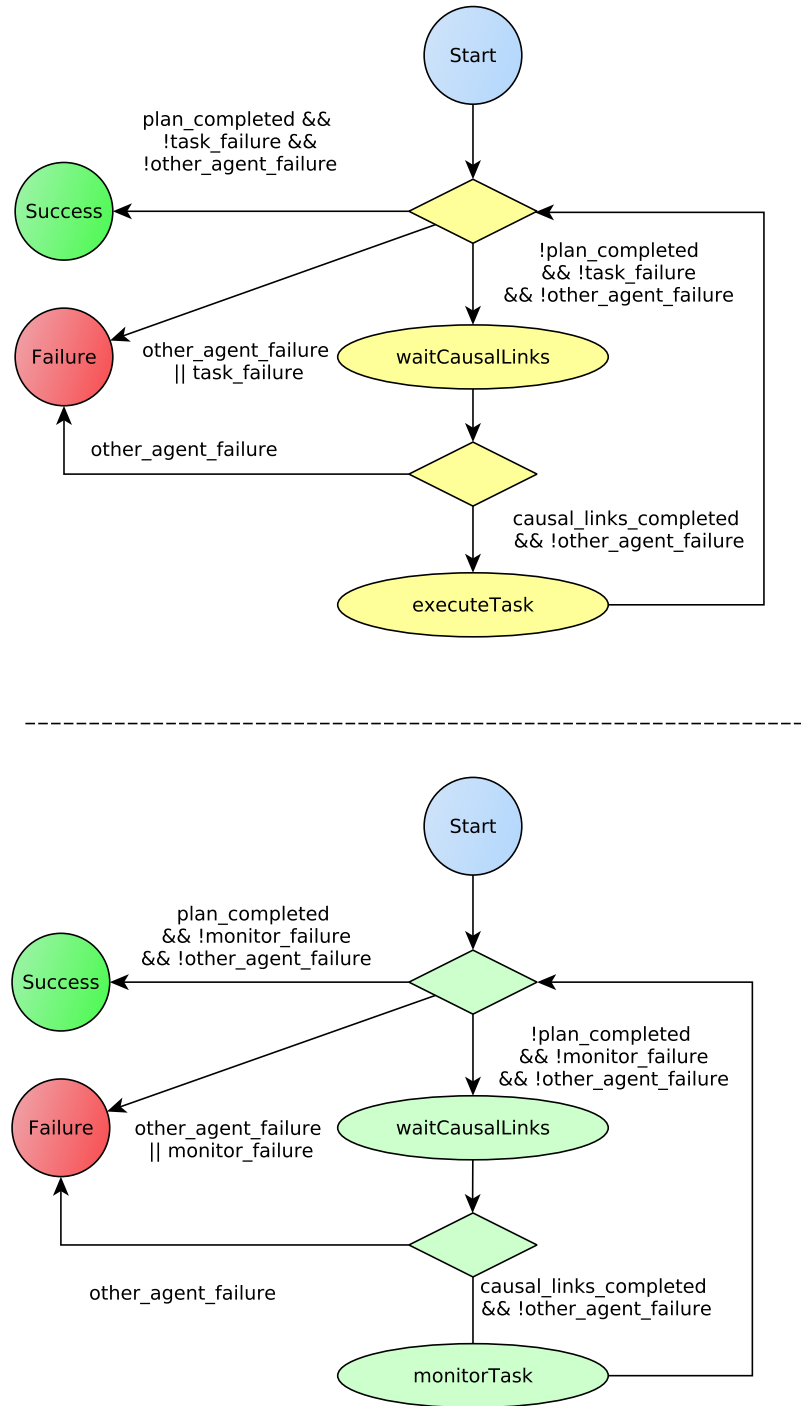 Start
plan_completed &&
!task_failure &&
!other_agent_failure
Success
!plan_completed
&& !task_failure
&& !other_agent_failure
Failure
other_agent_failure
|| task_failure
waitCausalLinks
other_agent_failure
causal_links_completed
&& !other_agent_failure
executeTask
Start
plan_completed
&& !monitor_failure
&& !other_agent_failure
Success
!plan_completed
&& !monitor_failure
&& !other_agent_failure
Failure
other_agent_failure
|| monitor_failure
waitCausalLinks
other_agent_failure
causal_links_completed
&& !other_agent_failure
monitorTask